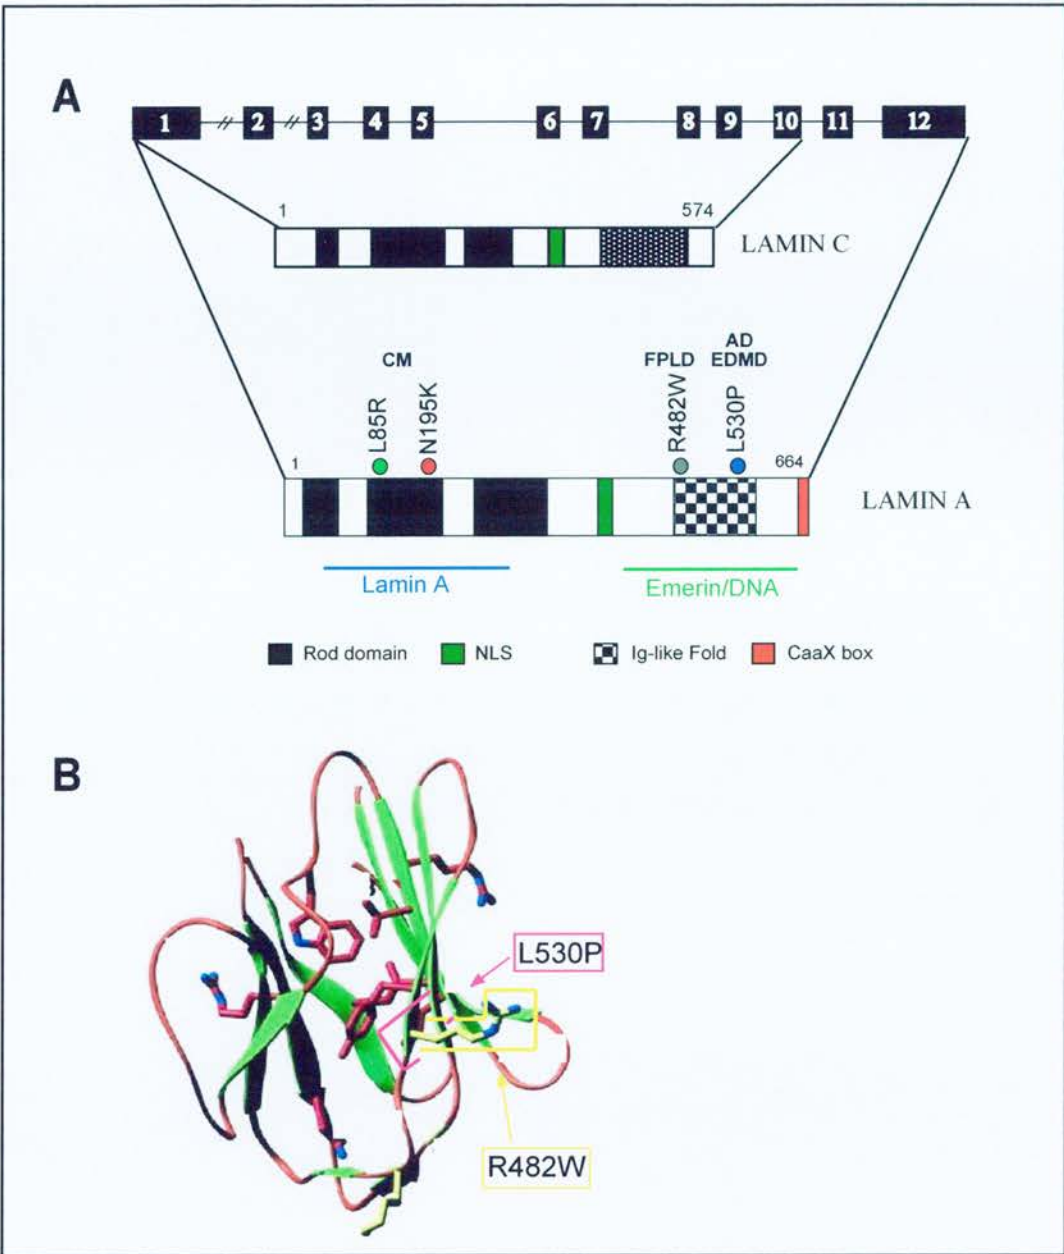 A
1 2 3 4 5 6 7 8 9 10 11 12
1 574
LAMIN C
CM FPLD AD EDMD
L85R N195K R482W L530P
1 664
LAMIN A
Lamin A Emerin/DNA
Rod domain NLS Ig-like Fold CaaX box
B
L530P
R482W